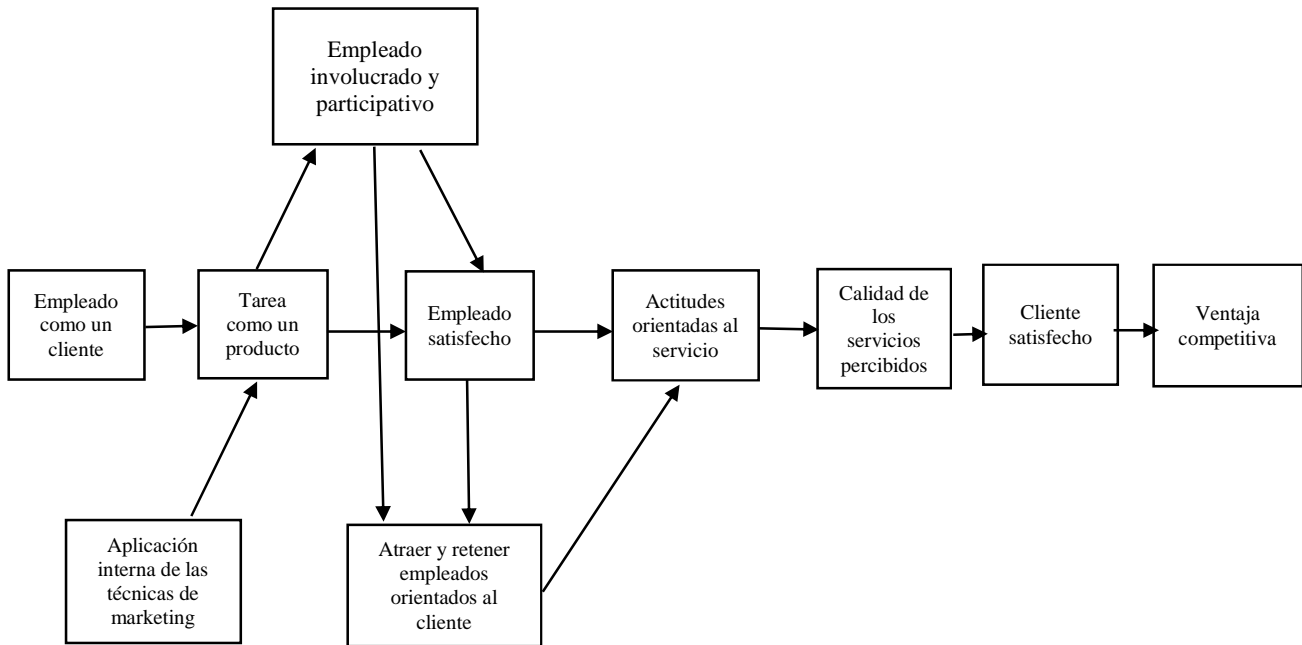 Empleado
involucrado y
participativo
Empleado
como un
cliente
Tarea
como un
producto
Empleado
satisfecho
Actitudes
orientadas al
servicio
Calidad de
los
servicios
percibidos
Cliente
satisfecho
Ventaja
competitiva
Aplicación
interna de las
técnicas de
marketing
Atraer y retener
empleados
orientados al
cliente